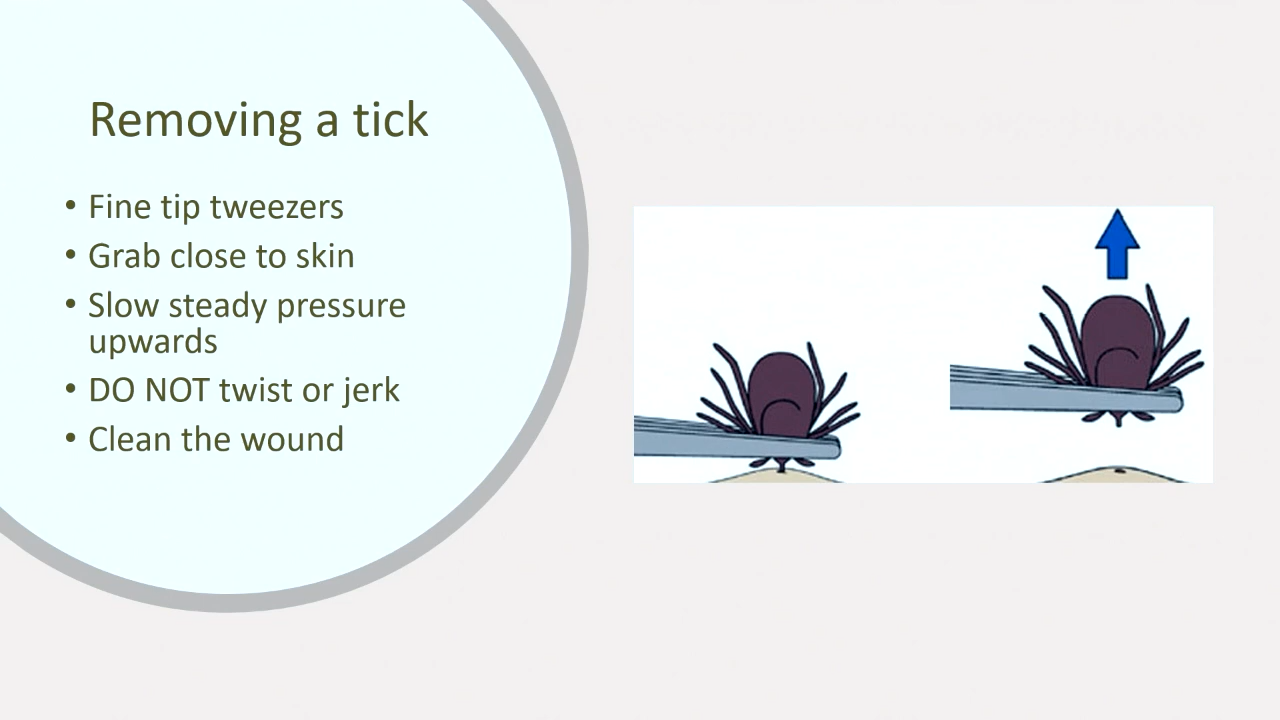 Removing a tick
• Fine tip tweezers
• Grab close to skin
• Slow steady pressure
upwards
• DO NOT twist or jerk
• Clean the wound